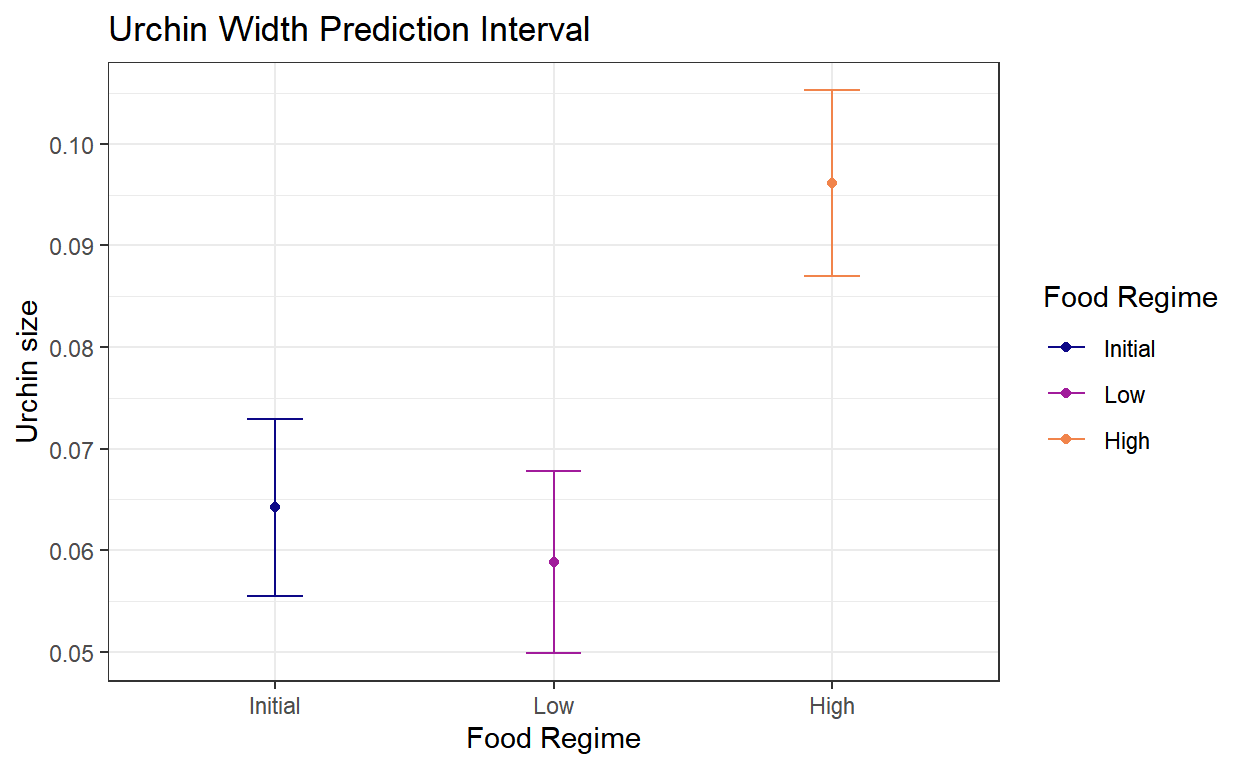 Urchin Width Prediction Interval
Urchin size
0.10
0.09
0.08
0.07
0.06
0.05
Initial
Low
High
Food Regime
Food Regime
Initial
Low
High